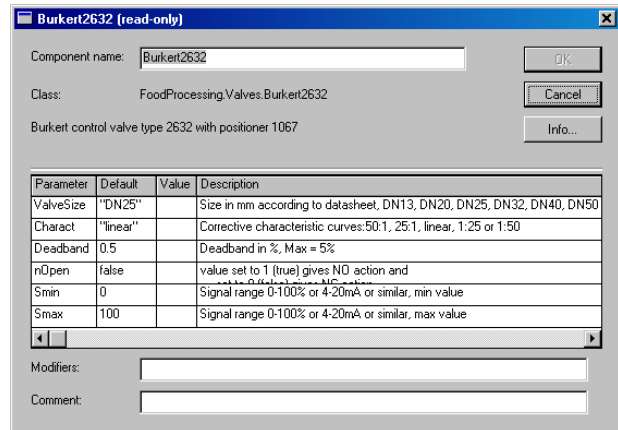 Burkert2632 (read-only)
Component name: Burkert2632 OK
Class: FoodProcessing.Valves.Burkert2632 Cancel
Burkert control valve type 2632 with positioner 1067 Info...
Parameter Default Value Description
ValveSize "DN25" Size in mm according to datasheet, DN13, DN20, DN25, DN32, DN40, DN50
Charact "linear" Corrective characteristic curves:50:1, 25:1, linear, 1:25 or 1:50
Deadband 0.5 Deadband in %, Max = 5%
nOpen false value set to 1 (true) gives NO action and
Smin 0 Signal range 0-100% or 4-20mA or similar, min value
Smax 100 Signal range 0-100% or 4-20mA or similar, max value
Modifiers:
Comment: